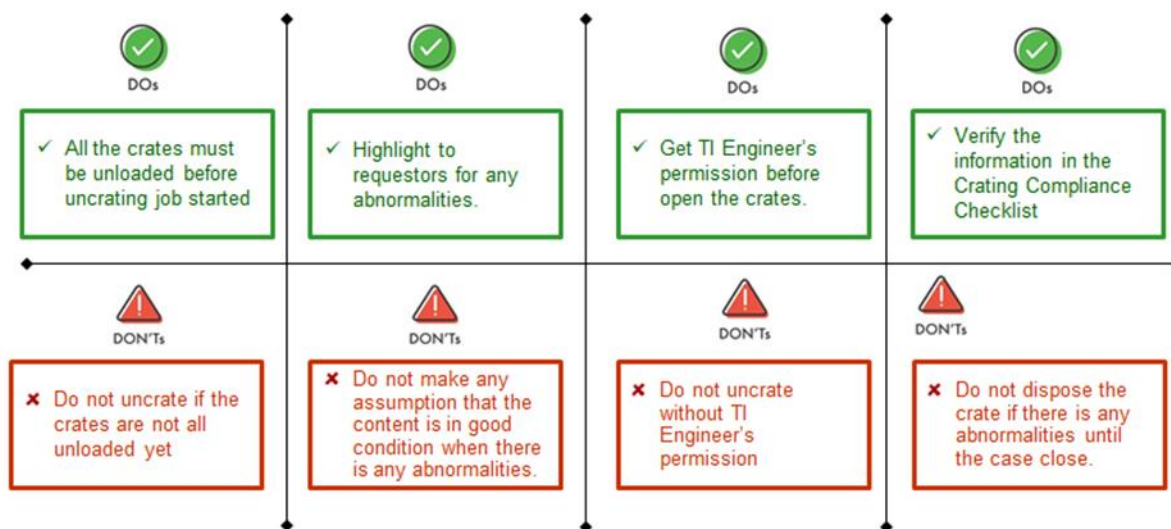 DOs
✓ All the crates must
be unloaded before
uncrating job started
DOs
✓ Highlight to
requestors for any
abnormalities.
DOs
✓ Get TI Engineer's
permission before
open the crates.
DOs
✓ Verify the
information in the
Crating Compliance
Checklist
DON'Ts
✘ Do not uncrate if the
crates are not all
unloaded yet
DON'Ts
✘ Do not make any
assumption that the
content is in good
condition when there
is any abnormalities.
DON'Ts
✘ Do not uncrate
without TI
Engineer's
permission
DON'Ts
✘ Do not dispose the
crate if there is any
abnormalities until
the case close.